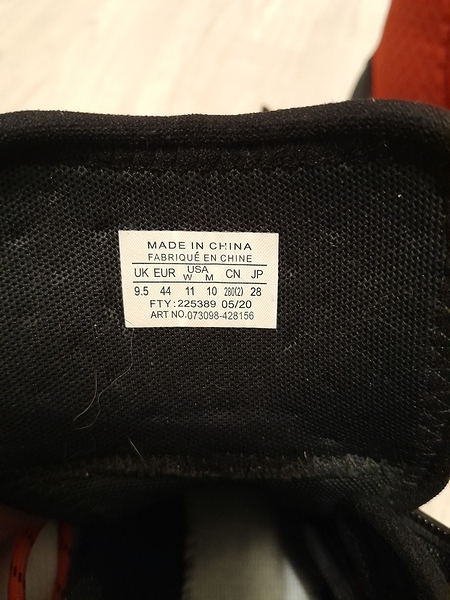 MADE IN CHINA
FABRIQUÉ EN CHINE
UK EUR USA W M CN JP
9.5 44 11 10 280(2) 28
FTY: 225389 05/20
ART NO.073098-428156